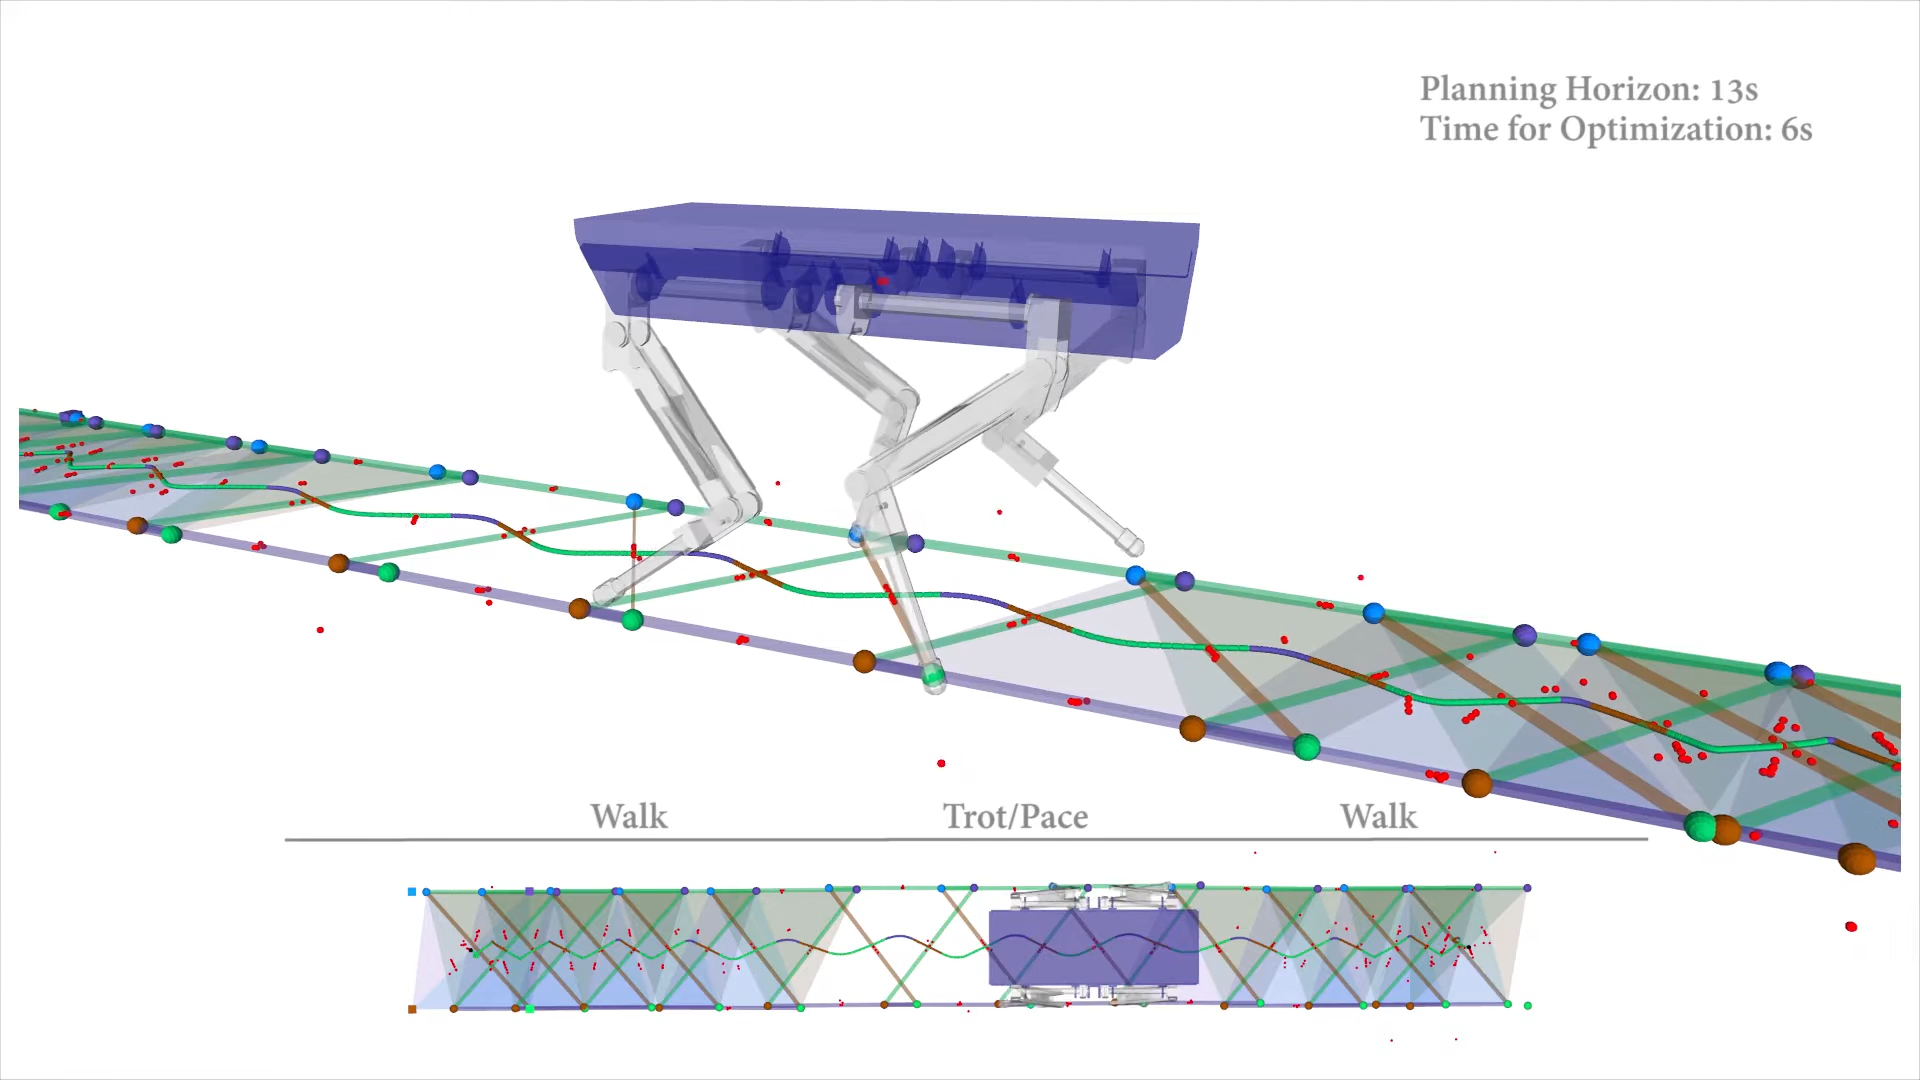 Planning Horizon: 13s
Time for Optimization: 6s
Walk Trot/Pace Walk